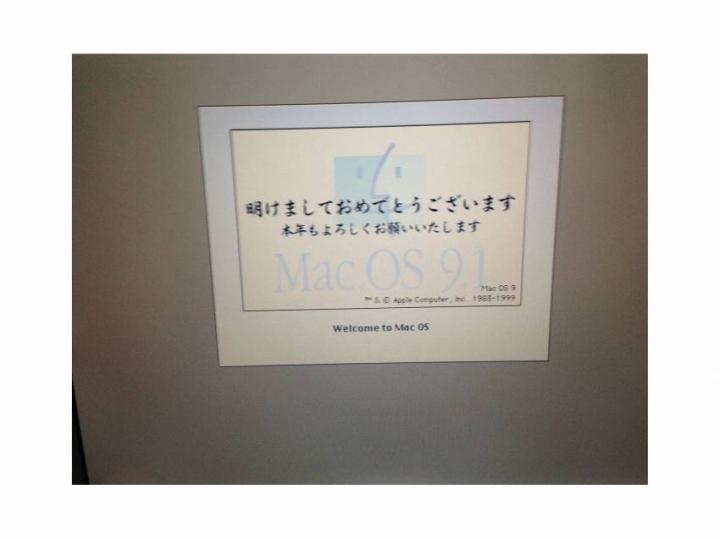 明けましておめでとうございます
本年もよろしくお願いいたします
Mac OS 9.1
Mac OS 9
™ & © Apple Computer, Inc. 1983-1999
Welcome to Mac OS